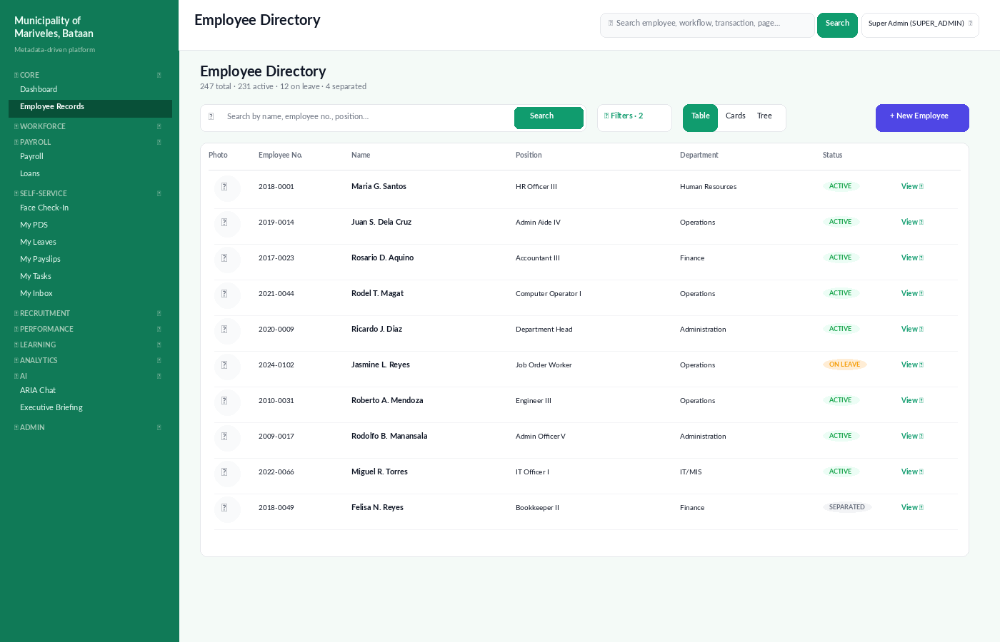 Municipality of
Mariveles, Bataan
Metadata-driven platform
CORE
Dashboard
Employee Records
WORKFORCE
PAYROLL
Payroll
Loans
SELF-SERVICE
Face Check-In
My PDS
My Leaves
My Payslips
My Tasks
My Inbox
RECRUITMENT
PERFORMANCE
LEARNING
ANALYTICS
AI
ARIA Chat
Executive Briefing
ADMIN
Employee Directory
Search employee, workflow, transaction, page...
Search
Super Admin (SUPER_ADMIN)
Employee Directory
247 total · 231 active · 12 on leave · 4 separated
Search by name, employee no., position...
Search
Filters · 2
Table Cards Tree
+ New Employee
Photo Employee No. Name Position Department Status
2018-0001 Maria G. Santos HR Officer III Human Resources ACTIVE View
2019-0014 Juan S. Dela Cruz Admin Aide IV Operations ACTIVE View
2017-0023 Rosario D. Aquino Accountant III Finance ACTIVE View
2021-0044 Rodel T. Magat Computer Operator I Operations ACTIVE View
2020-0009 Ricardo J. Diaz Department Head Administration ACTIVE View
2024-0102 Jasmine L. Reyes Job Order Worker Operations ON LEAVE View
2010-0031 Roberto A. Mendoza Engineer III Operations ACTIVE View
2009-0017 Rodolfo B. Manansala Admin Officer V Administration ACTIVE View
2022-0066 Miguel R. Torres IT Officer I IT/MIS ACTIVE View
2018-0049 Felisa N. Reyes Bookkeeper II Finance SEPARATED View